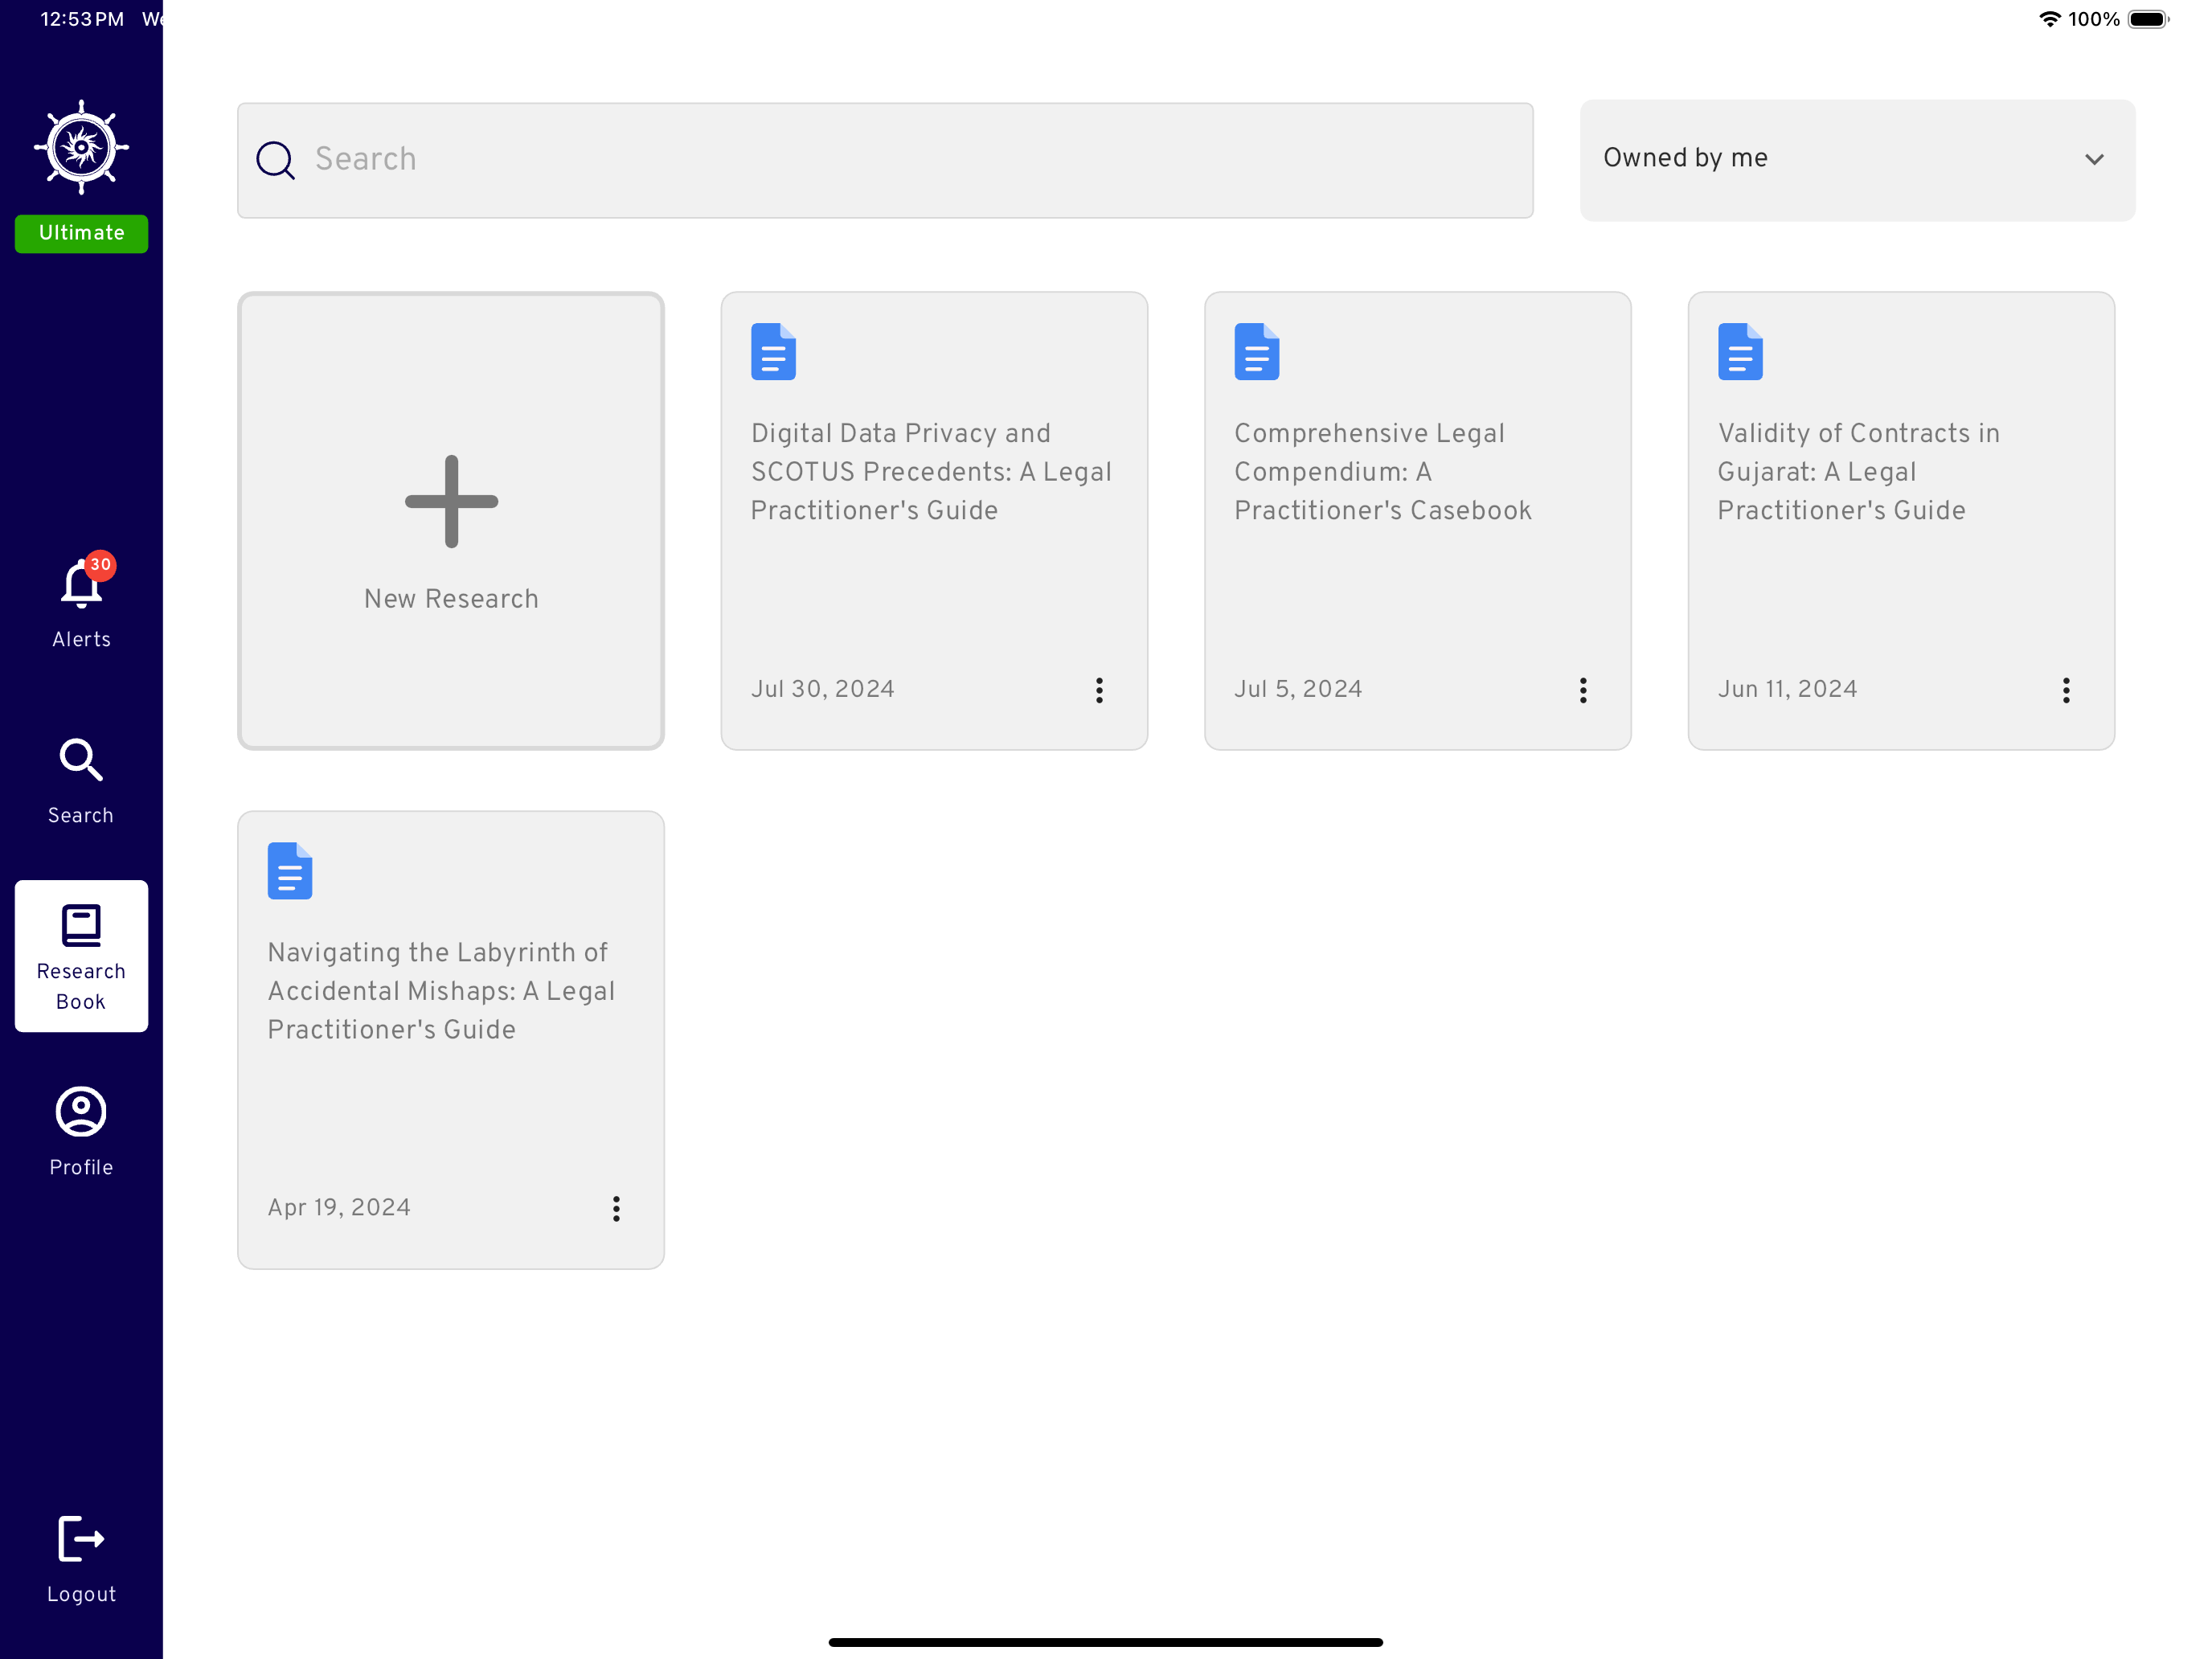 12:53 PM
100%
Search
Owned by me
Ultimate
New Research
Digital Data Privacy and
SCOTUS Precedents: A Legal
Practitioner's Guide
Jul 30, 2024
Comprehensive Legal
Compendium: A
Practitioner's Casebook
Jul 5, 2024
Validity of Contracts in
Gujarat: A Legal
Practitioner's Guide
Jun 11, 2024
30
Alerts
Search
Research
Book
Profile
Navigating the Labyrinth of
Accidental Mishaps: A Legal
Practitioner's Guide
Apr 19, 2024
Logout